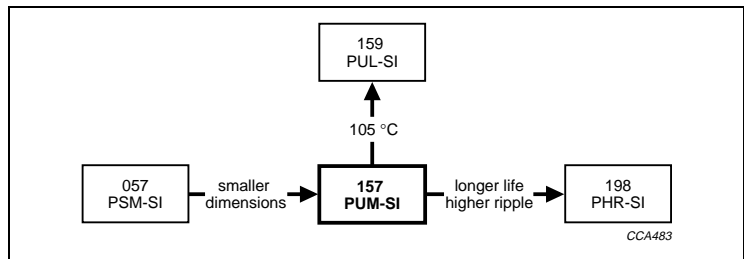 159
PUL-SI
105 °C
057
PSM-SI
smaller
dimensions
157
PUM-SI
longer life
higher ripple
198
PHR-SI
CCA483